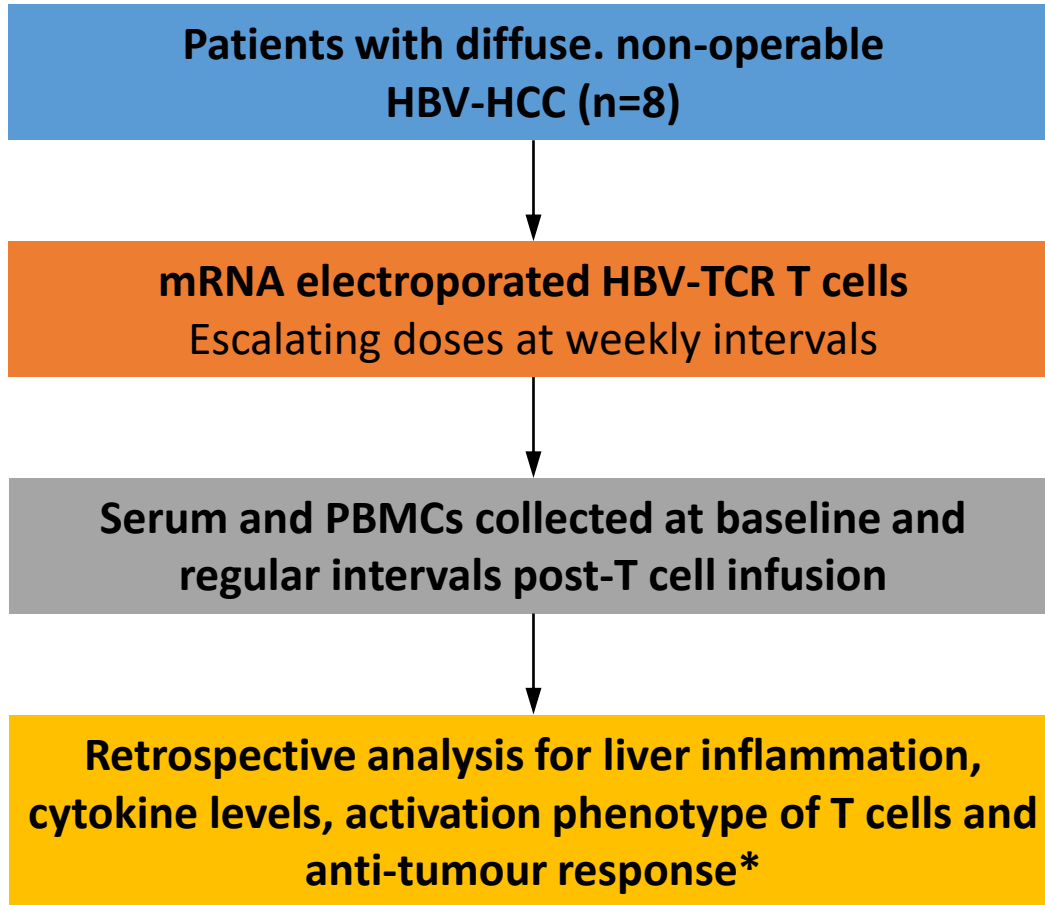 Patients with diffuse. non-operable
HBV-HCC (n=8)
mRNA electroporated HBV-TCR T cells
Escalating doses at weekly intervals
Serum and PBMCs collected at baseline and
regular intervals post-T cell infusion
Retrospective analysis for liver inflammation,
cytokine levels, activation phenotype of T cells and
anti-tumour response*